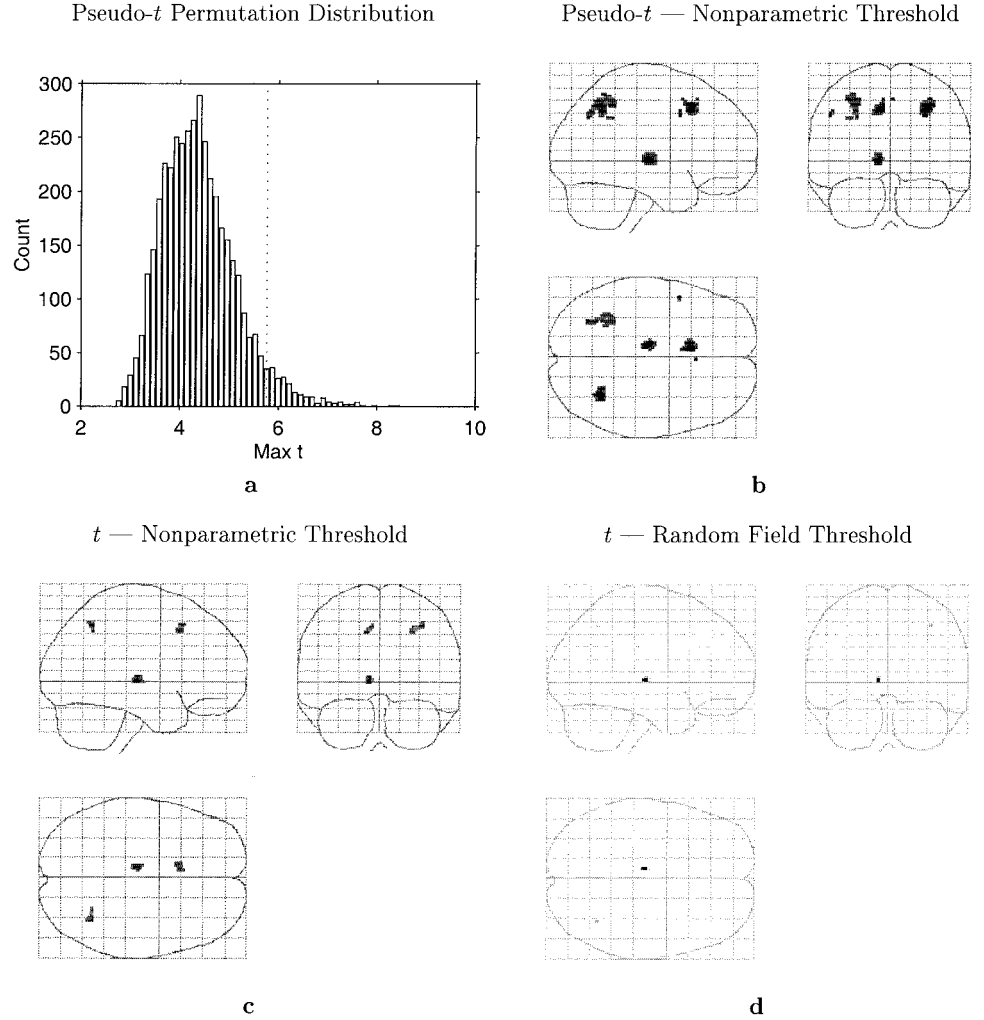 Pseudo-t Permutation Distribution
Pseudo-t — Nonparametric Threshold
300
250
200
150
100
50
0
Count
2 4 6 8 10
Max t
a
b
t — Nonparametric Threshold
t — Random Field Threshold
c
d